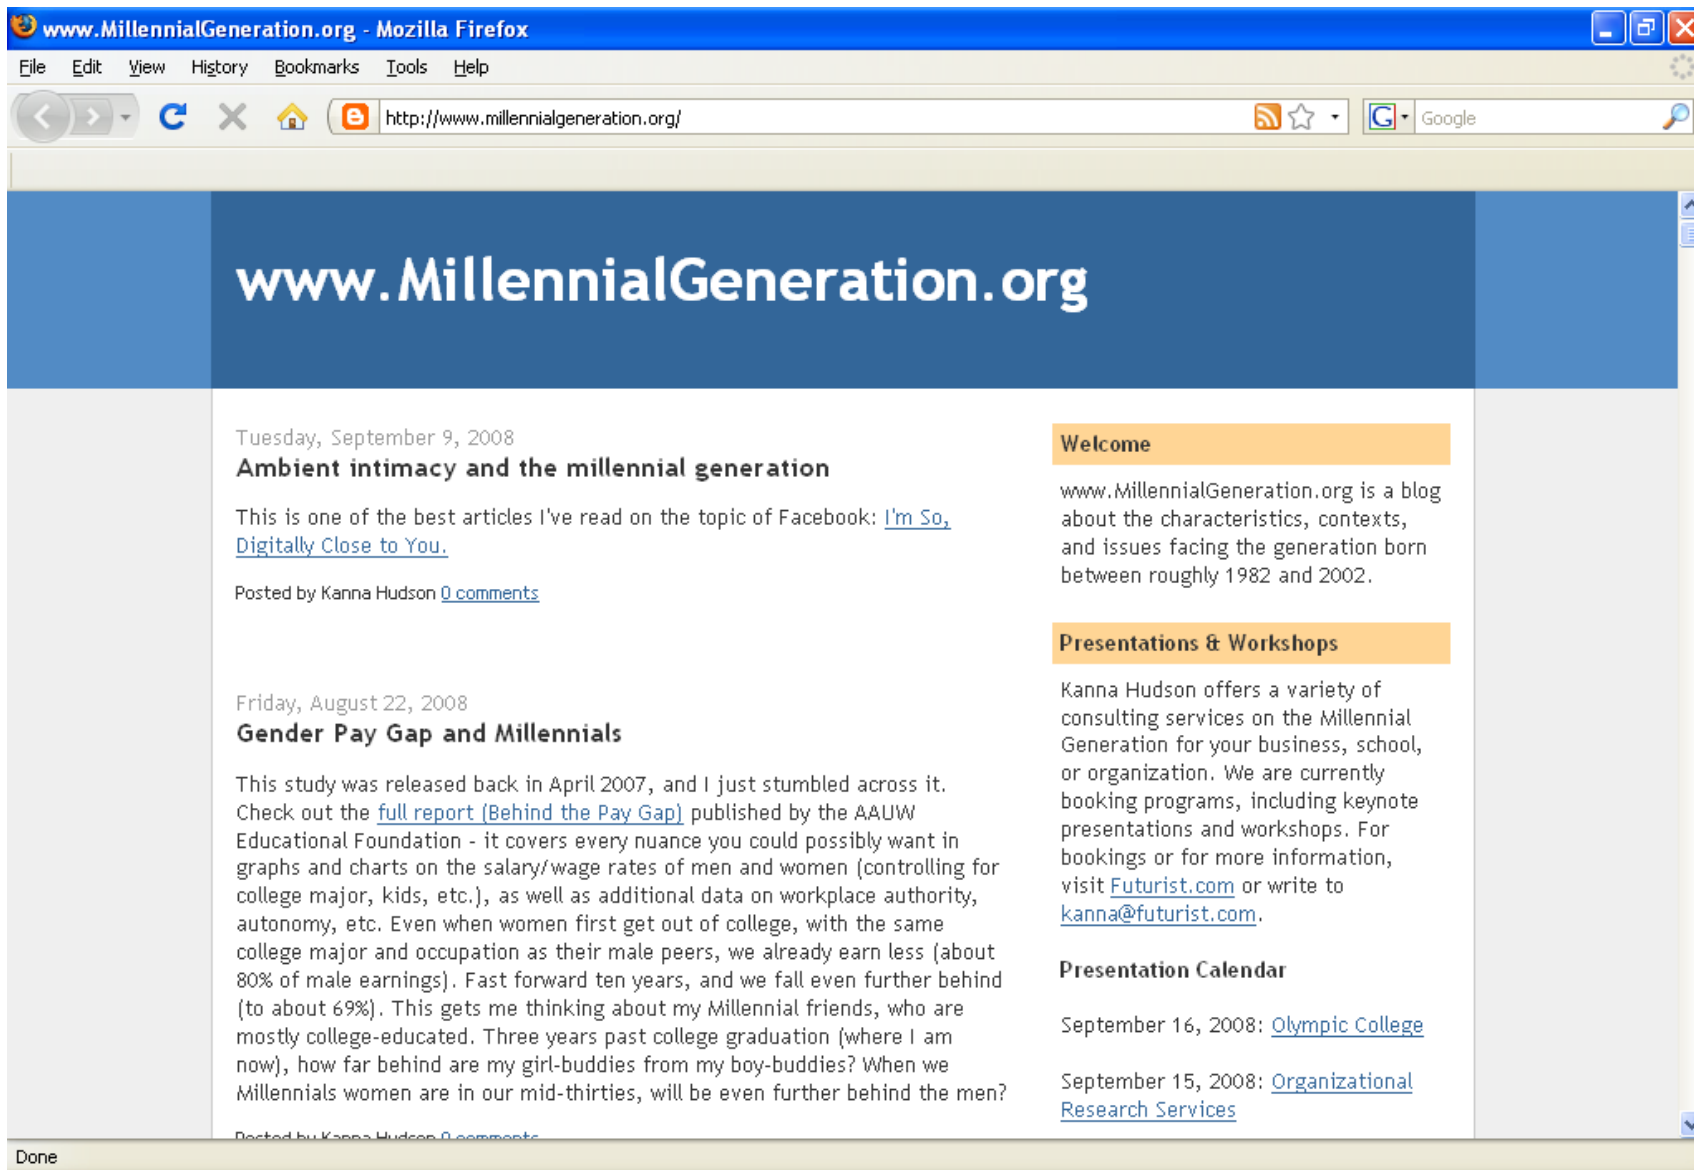 www.MillennialGeneration.org - Mozilla Firefox
File Edit View History Bookmarks Tools Help
http://www.millennialgeneration.org/
Google
www.MillennialGeneration.org
Tuesday, September 9, 2008
Ambient intimacy and the millennial generation
This is one of the best articles I've read on the topic of Facebook: I'm So,
Digitally Close to You.
Posted by Kanna Hudson 0 comments
Friday, August 22, 2008
Gender Pay Gap and Millennials
This study was released back in April 2007, and I just stumbled across it.
Check out the full report (Behind the Pay Gap) published by the AAUW
Educational Foundation - it covers every nuance you could possibly want in
graphs and charts on the salary/wage rates of men and women (controlling for
college major, kids, etc.), as well as additional data on workplace authority,
autonomy, etc. Even when women first get out of college, with the same
college major and occupation as their male peers, we already earn less (about
80% of male earnings). Fast forward ten years, and we fall even further behind
(to about 69%). This gets me thinking about my Millennial friends, who are
mostly college-educated. Three years past college graduation (where I am
now), how far behind are my girl-buddies from my boy-buddies? When we
Millennials women are in our mid-thirties, will be even further behind the men?
Posted by Kanna Hudson 0 comments
Welcome
www.MillennialGeneration.org is a blog
about the characteristics, contexts,
and issues facing the generation born
between roughly 1982 and 2002.
Presentations & Workshops
Kanna Hudson offers a variety of
consulting services on the Millennial
Generation for your business, school,
or organization. We are currently
booking programs, including keynote
presentations and workshops. For
bookings or for more information,
visit Futurist.com or write to
kanna@futurist.com.
Presentation Calendar
September 16, 2008: Olympic College
September 15, 2008: Organizational
Research Services
Done